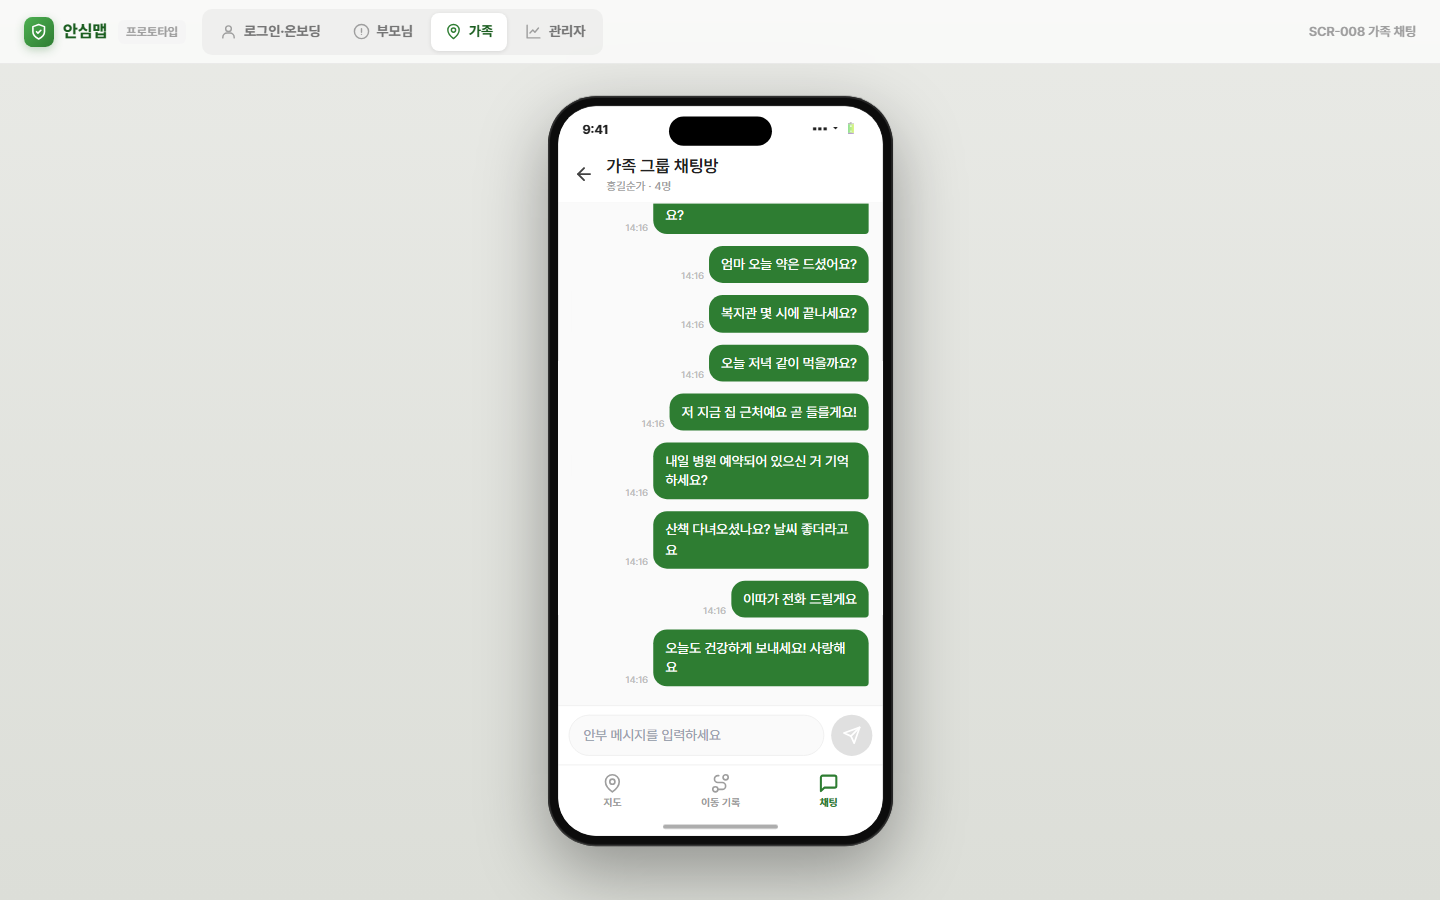 안심맵 프로토타입 로그인·온보딩 부모님 가족 관리자 SCR-008 가족 채팅
9:41
가족 그룹 채팅방
홍길순가 · 4명
요?
14:16
엄마 오늘 약은 드셨어요?
14:16
복지관 몇 시에 끝나세요?
14:16
오늘 저녁 같이 먹을까요?
14:16
저 지금 집 근처예요 곧 들를게요!
14:16
내일 병원 예약되어 있으신 거 기억
하세요?
14:16
산책 다녀오셨나요? 날씨 좋더라고
요
14:16
이따가 전화 드릴게요
14:16
오늘도 건강하게 보내세요! 사랑해
요
14:16
안부 메시지를 입력하세요
지도 이동 기록 채팅